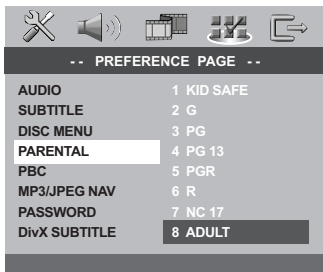 -- PREFERENCE PAGE --
AUDIO 1 KID SAFE
SUBTITLE 2 G
DISC MENU 3 PG
PARENTAL 4 PG 13
PBC 5 PGR
MP3/JPEG NAV 6 R
PASSWORD 7 NC 17
DivX SUBTITLE 8 ADULT